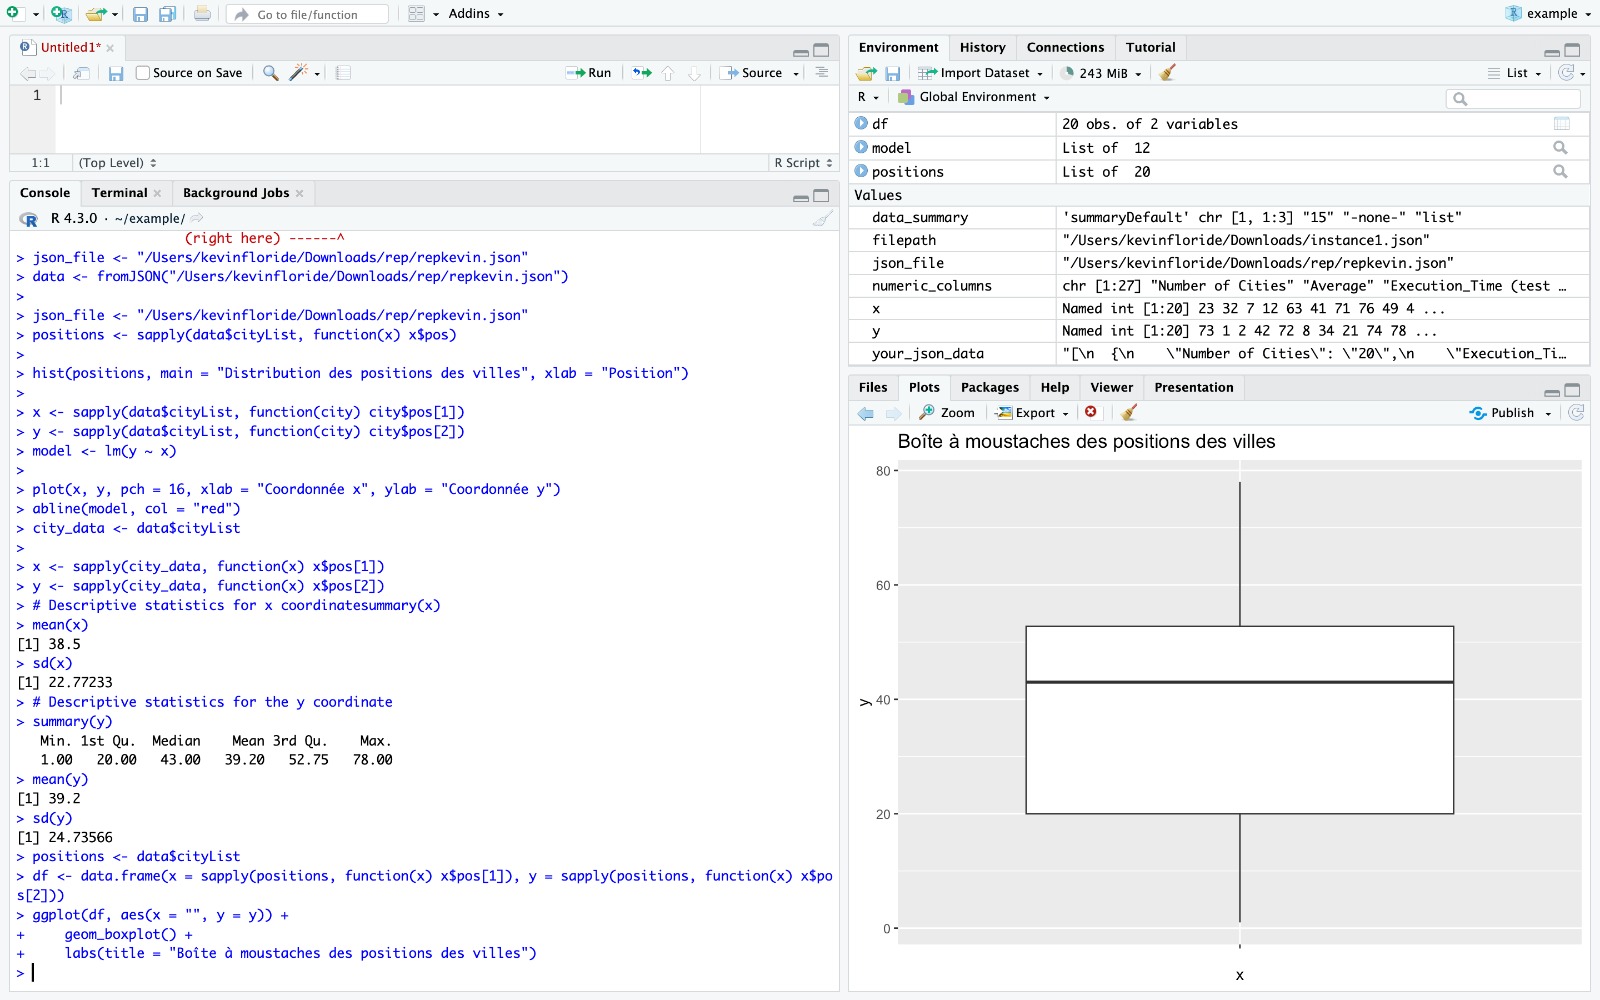 Go to file/function
Addins
example
Untitled1*
Source on Save
Run
Source
1
1:1
(Top Level)
R Script
Console
Terminal
Background Jobs
R 4.3.0 · ~/example/
(right here) ------^
> json_file <- "/Users/kevinfloride/Downloads/rep/repkevin.json"
> data <- fromJSON("/Users/kevinfloride/Downloads/rep/repkevin.json")
>
> json_file <- "/Users/kevinfloride/Downloads/rep/repkevin.json"
> positions <- sapply(data$cityList, function(x) x$pos)
>
> hist(positions, main = "Distribution des positions des villes", xlab = "Position")
>
> x <- sapply(data$cityList, function(city) city$pos[1])
> y <- sapply(data$cityList, function(city) city$pos[2])
> model <- lm(y ~ x)
>
> plot(x, y, pch = 16, xlab = "Coordonnée x", ylab = "Coordonnée y")
> abline(model, col = "red")
> city_data <- data$cityList
>
> x <- sapply(city_data, function(x) x$pos[1])
> y <- sapply(city_data, function(x) x$pos[2])
> # Descriptive statistics for x coordinatesummary(x)
> mean(x)
[1] 38.5
> sd(x)
[1] 22.77233
> # Descriptive statistics for the y coordinate
> summary(y)
Min. 1st Qu. Median Mean 3rd Qu. Max.
1.00 20.00 43.00 39.20 52.75 78.00
> mean(y)
[1] 39.2
> sd(y)
[1] 24.73566
> positions <- data$cityList
> df <- data.frame(x = sapply(positions, function(x) x$pos[1]), y = sapply(positions, function(x) x$po
s[2]))
> ggplot(df, aes(x = "", y = y)) +
+ geom_boxplot() +
+ labs(title = "Boîte à moustaches des positions des villes")
>
Environment
History
Connections
Tutorial
Import Dataset
243 MiB
List
R
Global Environment
df 20 obs. of 2 variables
model List of 12
positions List of 20
Values
data_summary 'summaryDefault' chr [1, 1:3] "15" "-none-" "list"
filepath "/Users/kevinfloride/Downloads/instance1.json"
json_file "/Users/kevinfloride/Downloads/rep/repkevin.json"
numeric_columns chr [1:27] "Number of Cities" "Average" "Execution_Time (test …
x Named int [1:20] 23 32 7 12 63 41 71 76 49 4 ...
y Named int [1:20] 73 1 2 42 72 8 34 21 74 78 ...
your_json_data "[\n {\n \"Number of Cities\": \"20\",\n \"Execution_Ti…
Files
Plots
Packages
Help
Viewer
Presentation
Zoom
Export
Publish
Boîte à moustaches des positions des villes
80
60
40
20
0
y
x